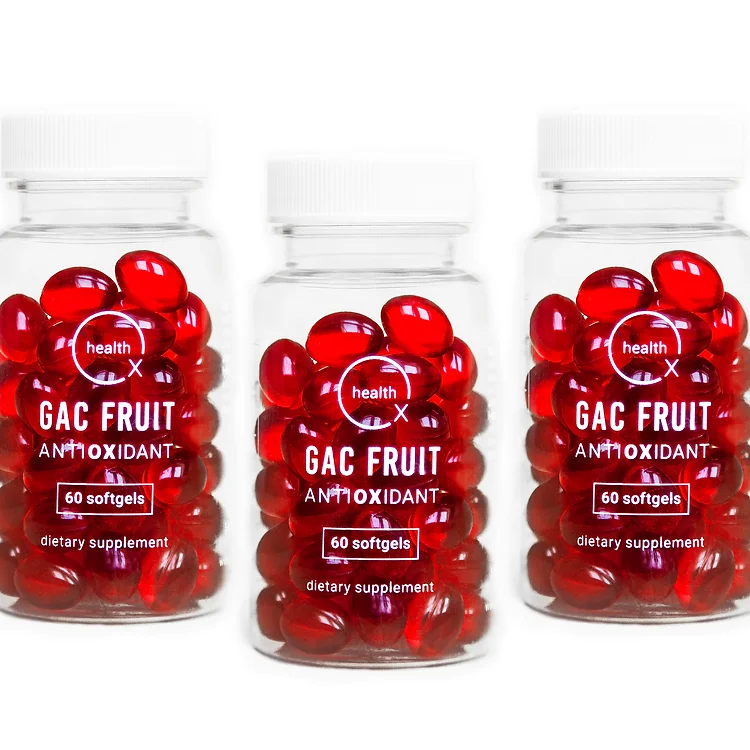 health
X
GAC FRUIT
ANTIOXIDANT
60 softgels
dietary supplement
health
X
GAC FRUIT
ANTIOXIDANT
60 softgels
dietary supplement
health
X
GAC FRUIT
ANTIOXIDANT
60 softgels
dietary supplement